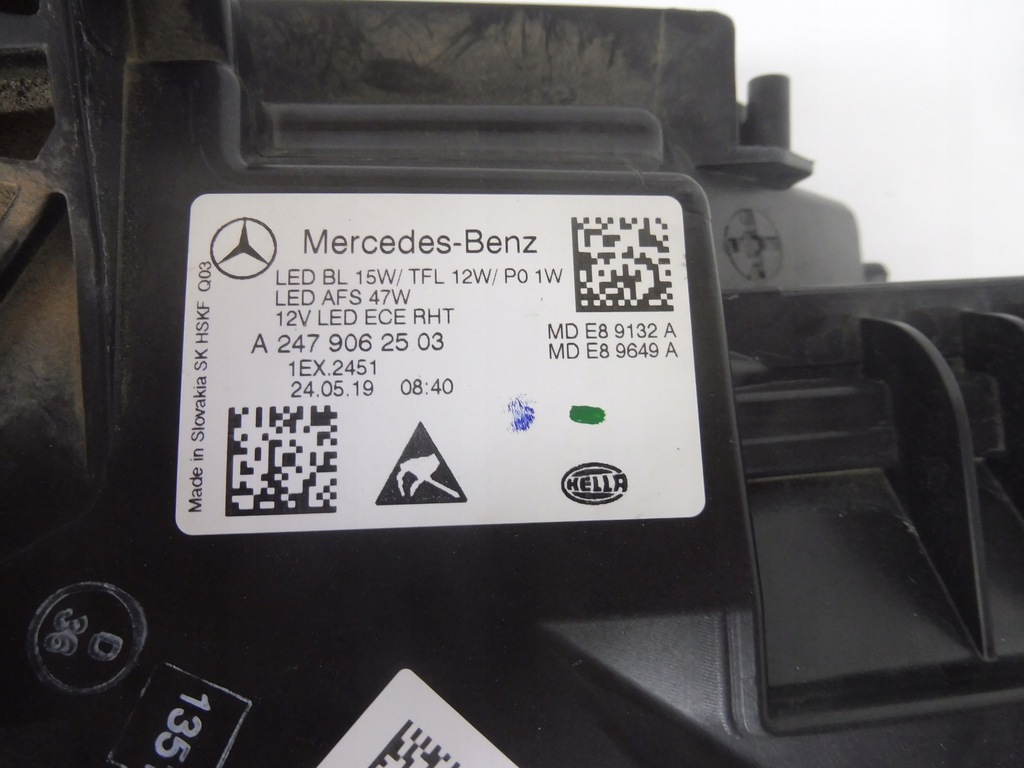 Mercedes-Benz
LED BL 15W/ TFL 12W/ P0 1W
LED AFS 47W
12V LED ECE RHT
A 247 906 25 03
1EX.2451
24.05.19 08:40
MD E8 9132 A
MD E8 9649 A
Made in Slovakia SK HSKF Q03
HELLA
D
36
135